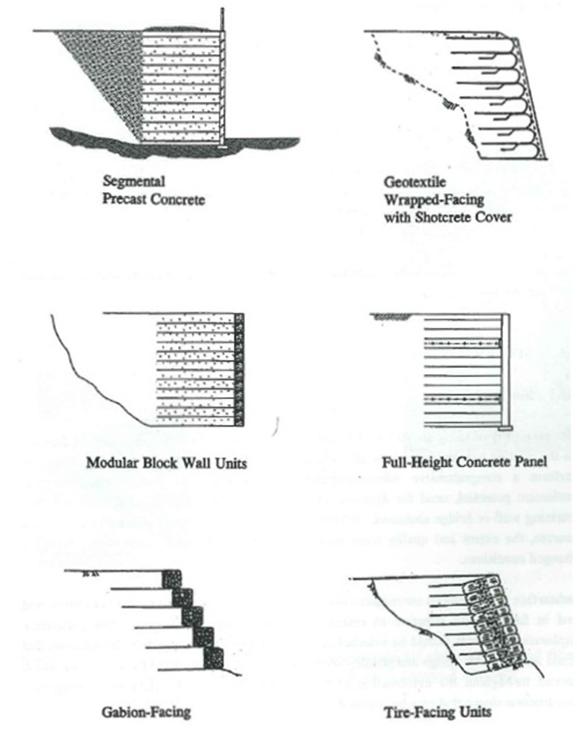 Segmental
Precast Concrete
Geotextile
Wrapped-Facing
with Shotcrete Cover
Modular Block Wall Units
Full-Height Concrete Panel
Gabion-Facing
Tire-Facing Units